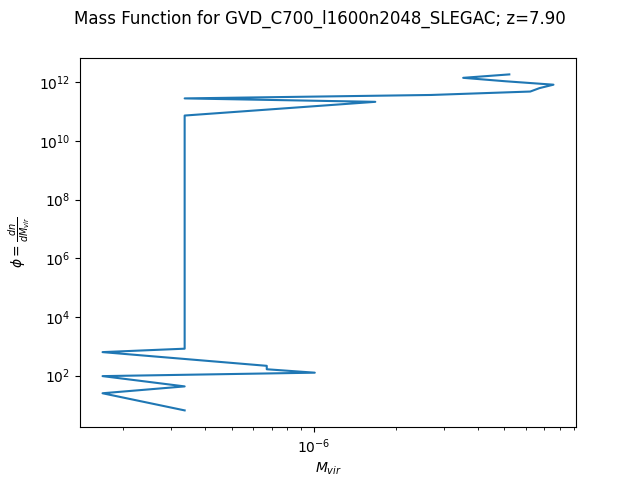 Mass Function for GVD_C700_l1600n2048_SLEGAC; z=7.90
10^12
10^10
10^8
10^6
10^4
10^2
ϕ = dn/dM_vir
10^-6
M_vir